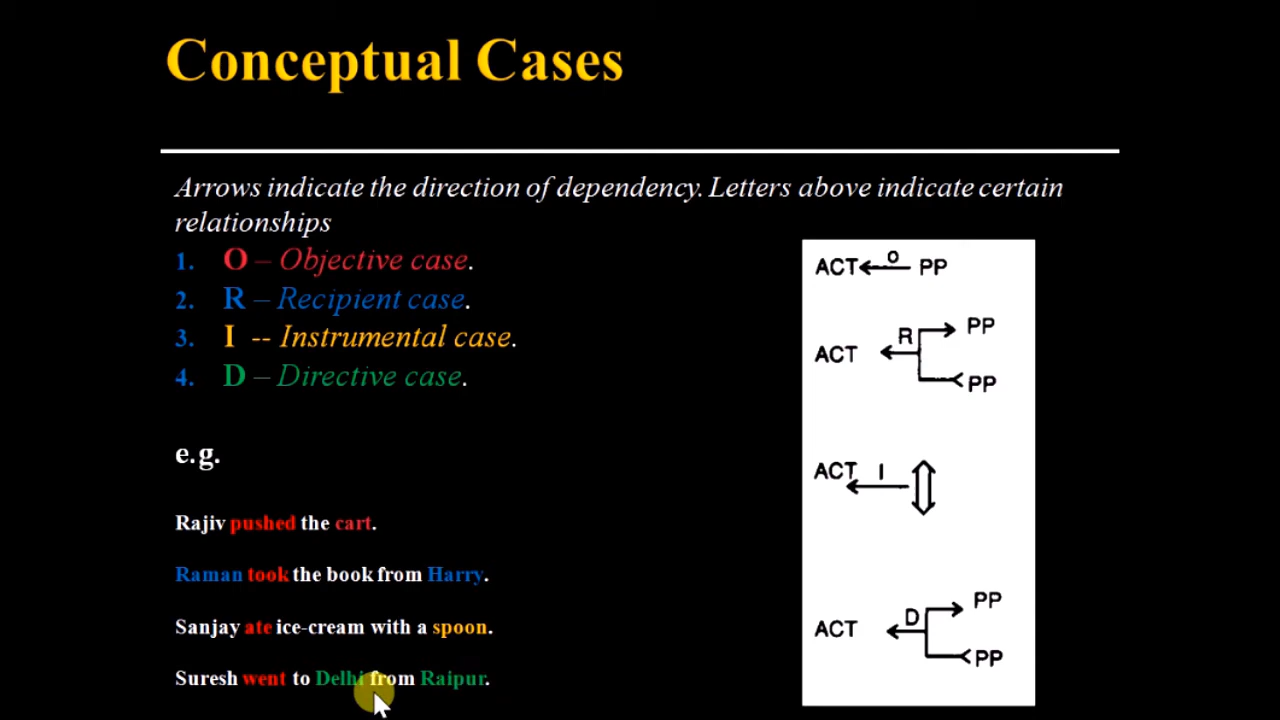 Conceptual Cases
Arrows indicate the direction of dependency. Letters above indicate certain
relationships
1. O – Objective case.
2. R – Recipient case.
3. I -- Instrumental case.
4. D – Directive case.
e.g.
Rajiv pushed the cart.
Raman took the book from Harry.
Sanjay ate ice-cream with a spoon.
Suresh went to Delhi from Raipur.
ACT O PP
R PP
ACT
PP
ACT I
D PP
ACT
PP